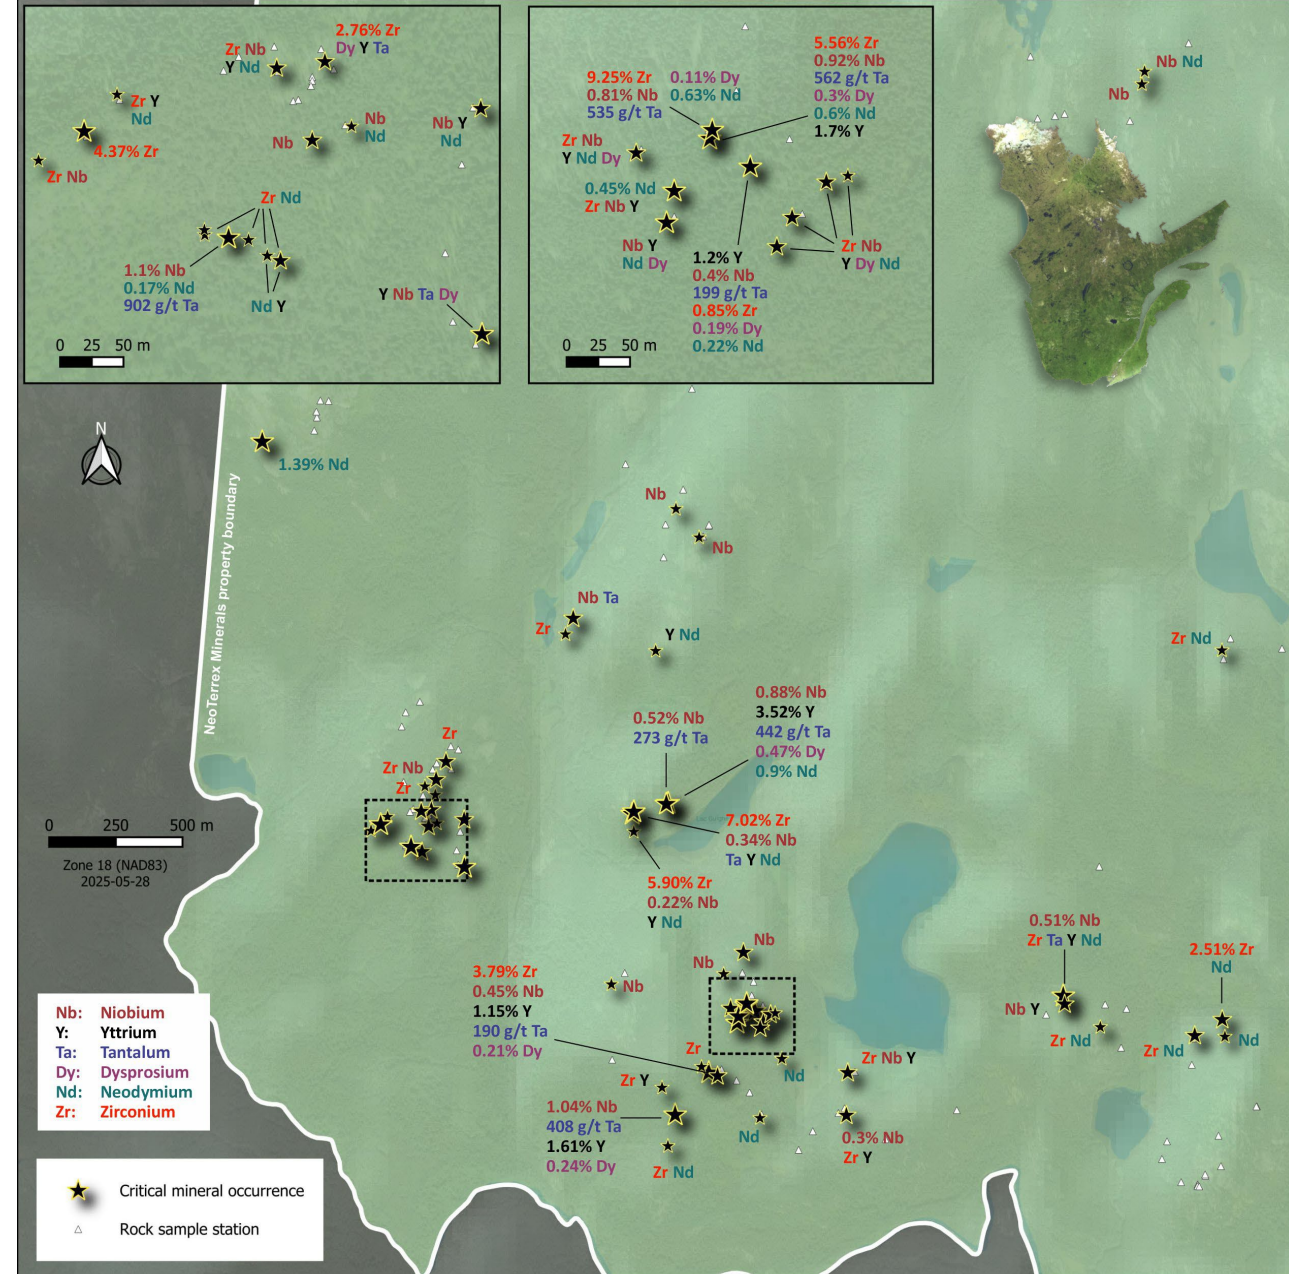 2.76% Zr
Dy Y Ta
Zr Nb
Y Nd
Zr Y
Nd
4.37% Zr
Zr Nb
Nb
Nb
Nd
Nb Y
Nd
Zr Nd
1.1% Nb
0.17% Nd
902 g/t Ta
Nd Y
Y Nb Ta Dy
0 25 50 m
9.25% Zr
0.81% Nb
535 g/t Ta
0.11% Dy
0.63% Nd
5.56% Zr
0.92% Nb
562 g/t Ta
0.3% Dy
0.6% Nd
1.7% Y
Zr Nb
Y Nd Dy
0.45% Nd
Zr Nb Y
Nb Y
Nd Dy
1.2% Y
0.4% Nb
199 g/t Ta
0.85% Zr
0.19% Dy
0.22% Nd
Zr Nb
Y Dy Nd
0 25 50 m
Nb Nd
Nb
N
1.39% Nd
NeoTerrex Minerals property boundary
Nb
Nb
Nb Ta
Zr
Y Nd
Zr Nd
Zr
Zr Nb
Zr
0.52% Nb
273 g/t Ta
0.88% Nb
3.52% Y
442 g/t Ta
0.47% Dy
0.9% Nd
7.02% Zr
0.34% Nb
Ta Y Nd
5.90% Zr
0.22% Nb
Y Nd
0 250 500 m
Zone 18 (NAD83)
2025-05-28
Nb
Nb
Nb
3.79% Zr
0.45% Nb
1.15% Y
190 g/t Ta
0.21% Dy
Zr
Zr Y
Nd
Zr Nb Y
1.04% Nb
408 g/t Ta
1.61% Y
0.24% Dy
Zr Nd
Nd
0.3% Nb
Zr Y
0.51% Nb
Zr Ta Y Nd
Nb Y
Zr Nd
2.51% Zr
Nd
Zr Nd
Nd
Nb: Niobium
Y: Yttrium
Ta: Tantalum
Dy: Dysprosium
Nd: Neodymium
Zr: Zirconium
Critical mineral occurrence
Rock sample station